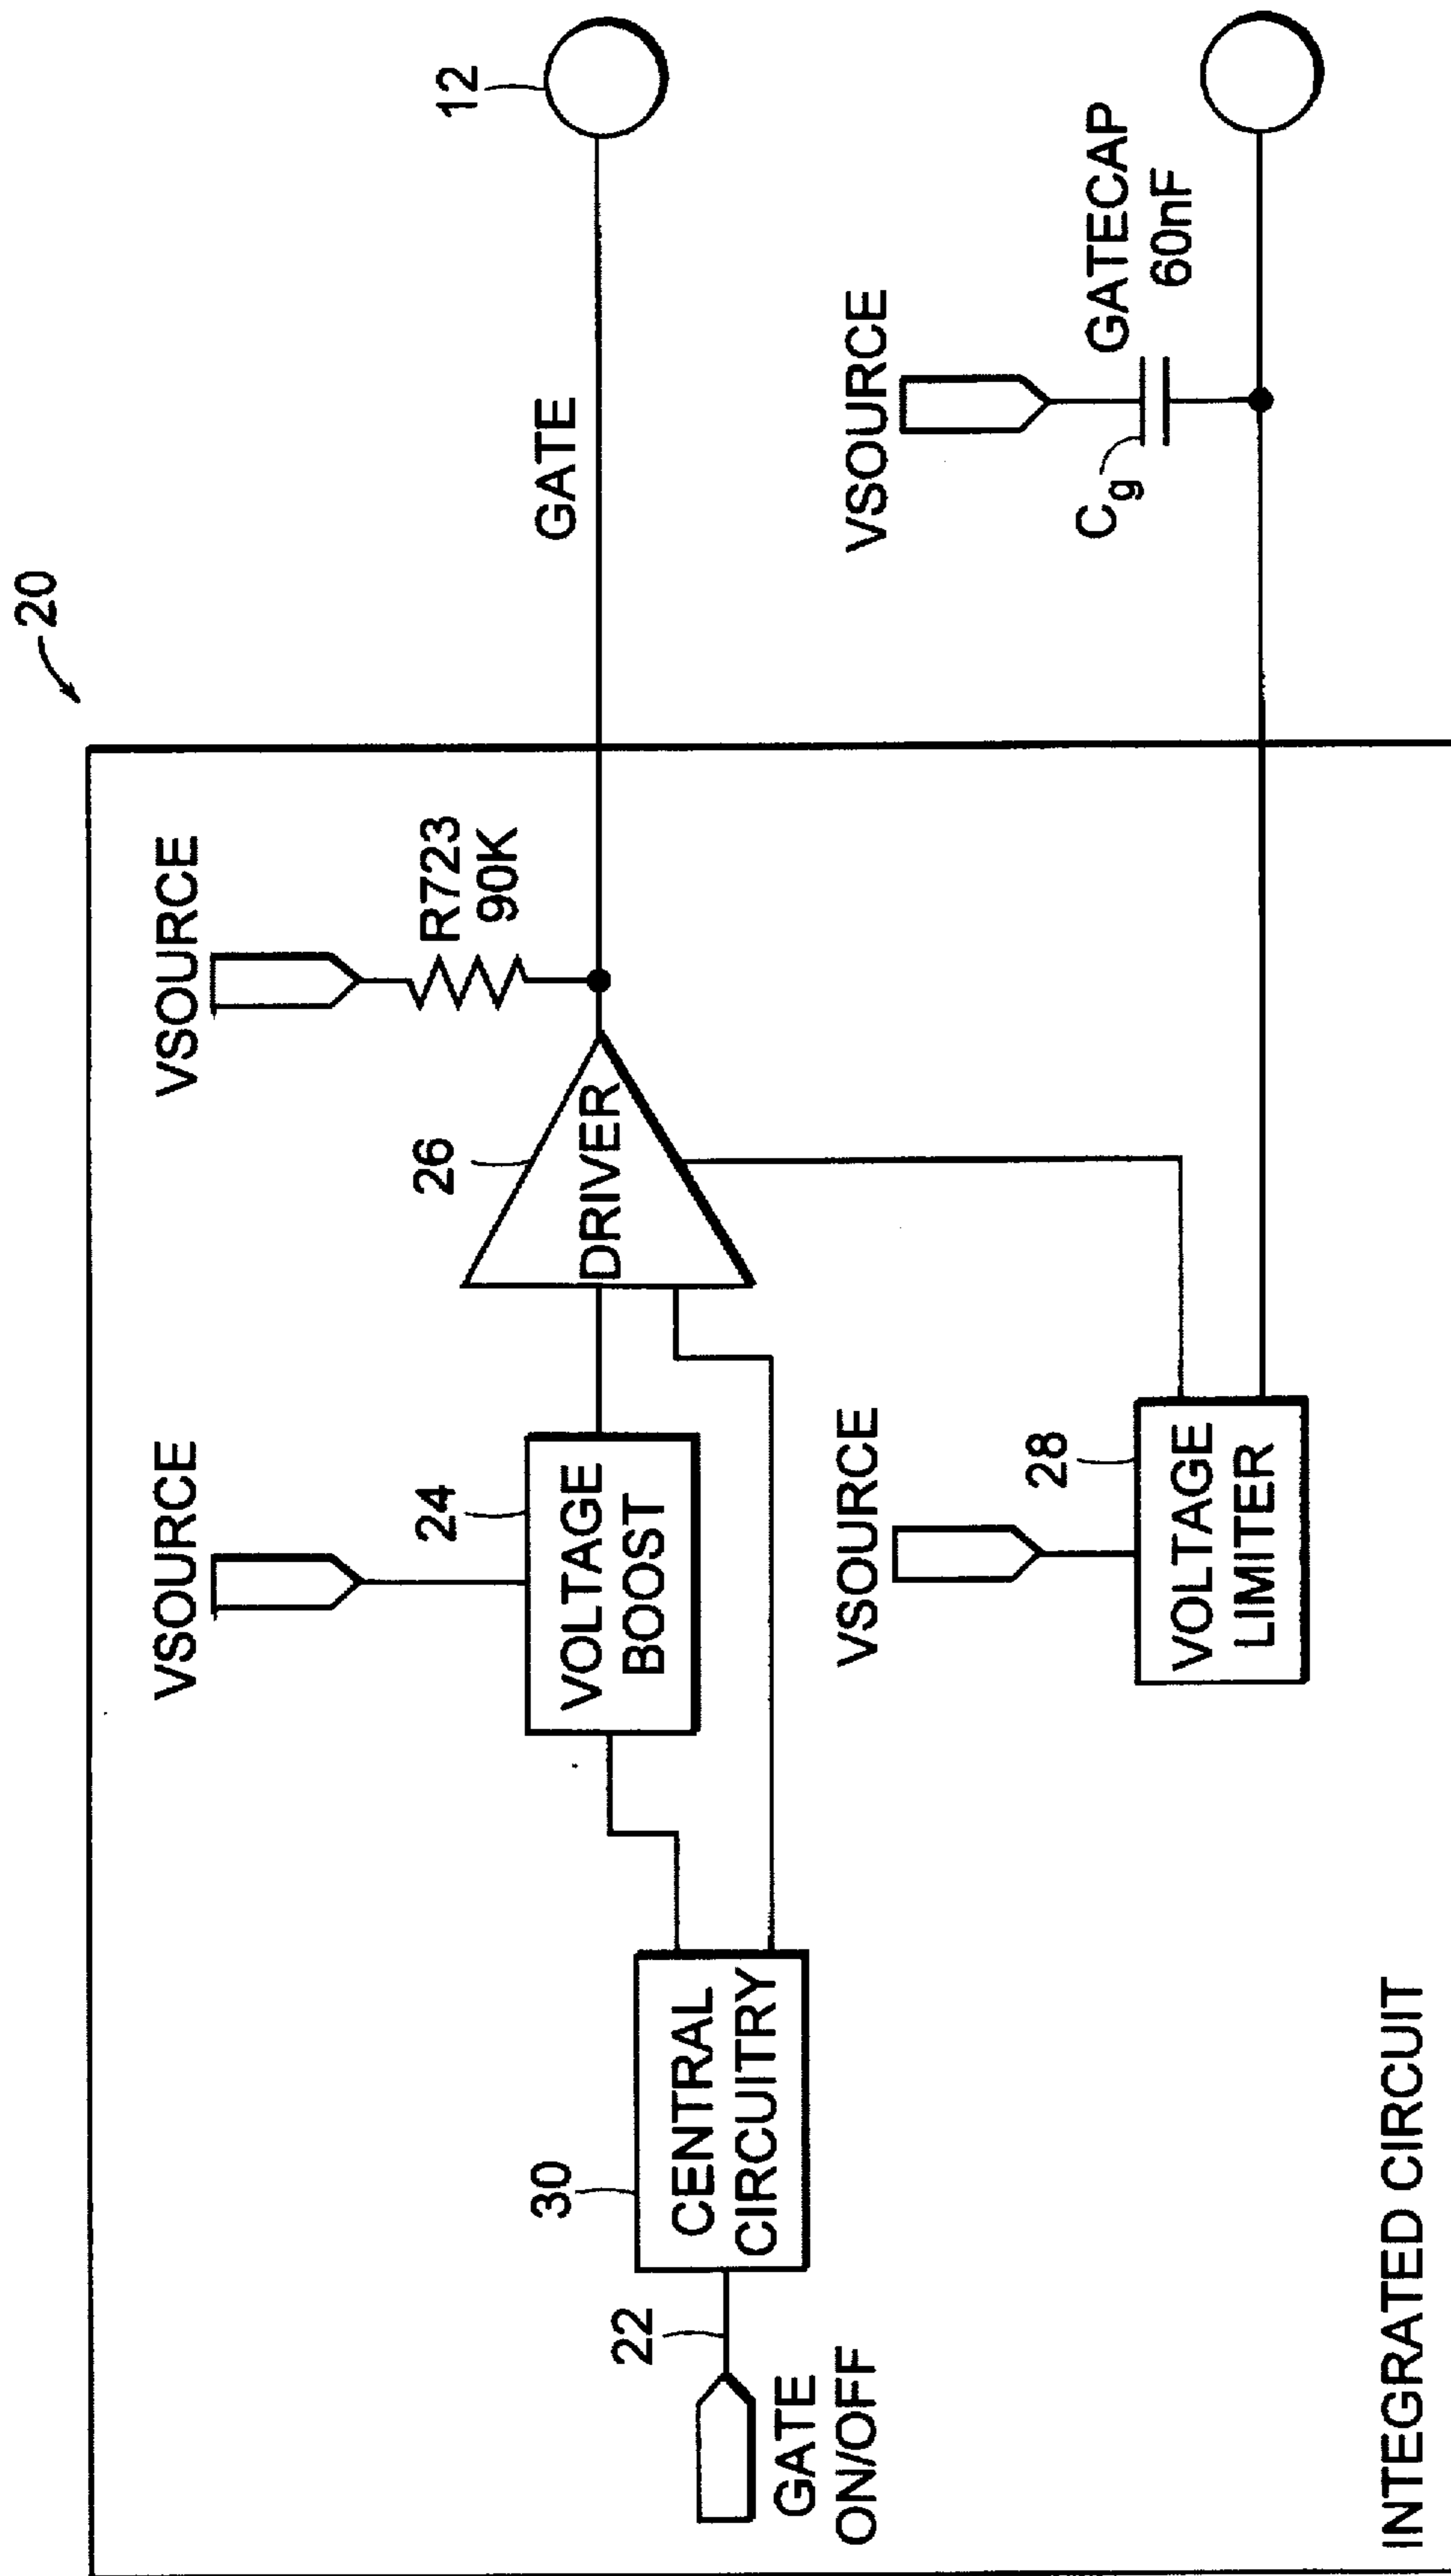 20
VSOURCE
VSOURCE
R723
90K
24
26
12
VOLTAGE
BOOST
DRIVER
GATE
30
CENTRAL
CIRCUITRY
22
GATE
ON/OFF
VSOURCE
VSOURCE
28
VOLTAGE
LIMITER
Cg
GATECAP
60nF
INTEGRATED CIRCUIT